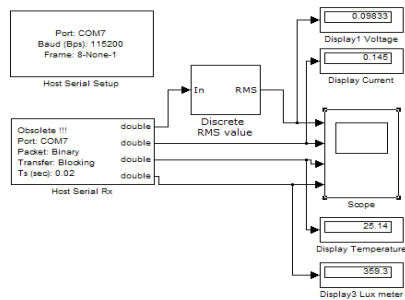 Port: COM7
Baud (Bps): 115200
Frame: 8-None-1
Host Serial Setup
Obsolete !!!
Port: COM7
Packet: Binary
Transfer: Blocking
Ts (sec): 0.02
double
double
double
double
Host Serial Rx
In
RMS
Discrete
RMS value
0.09833
Display1 Voltage
0.145
Display Current
Scope
25.14
Display Temperature
359.3
Display3 Lux meter